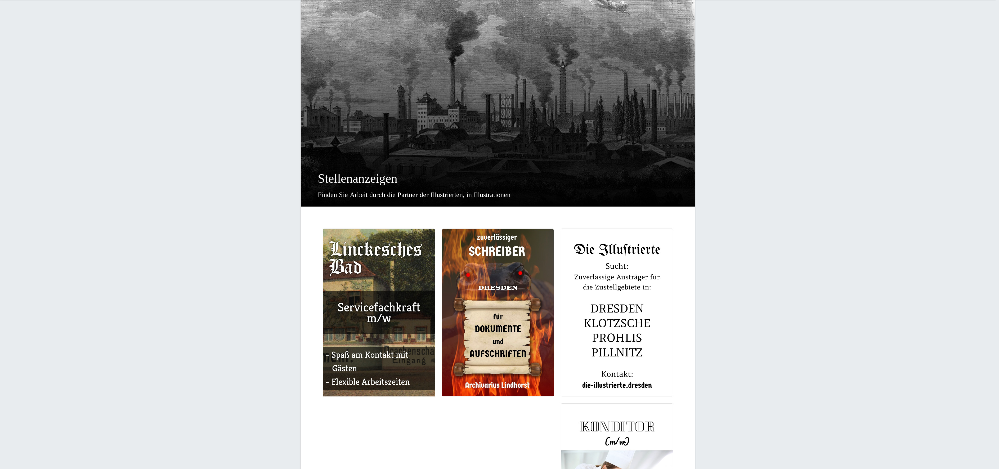 Stellenanzeigen
Finden Sie Arbeit durch die Partner der Illustrierten, in Illustrationen
Linckesches
Bad
Servicefachkraft
m/w
Drachenschä
Eingang
- Spaß am Kontakt mit
Gästen
- Flexible Arbeitszeiten
zuverlässiger
SCHREIBER
DRESDEN
für
DOKUMENTE
und
AUFSCHRIFTEN
Archivarius Lindhorst
Die Illuſtrierte
Sucht:
Zuverlässige Austräger für
die Zustellgebiete in:
DRESDEN
KLOTZSCHE
PROHLIS
PILLNITZ
Kontakt:
die-illustrierte.dresden
KONDITOR
(m/w)